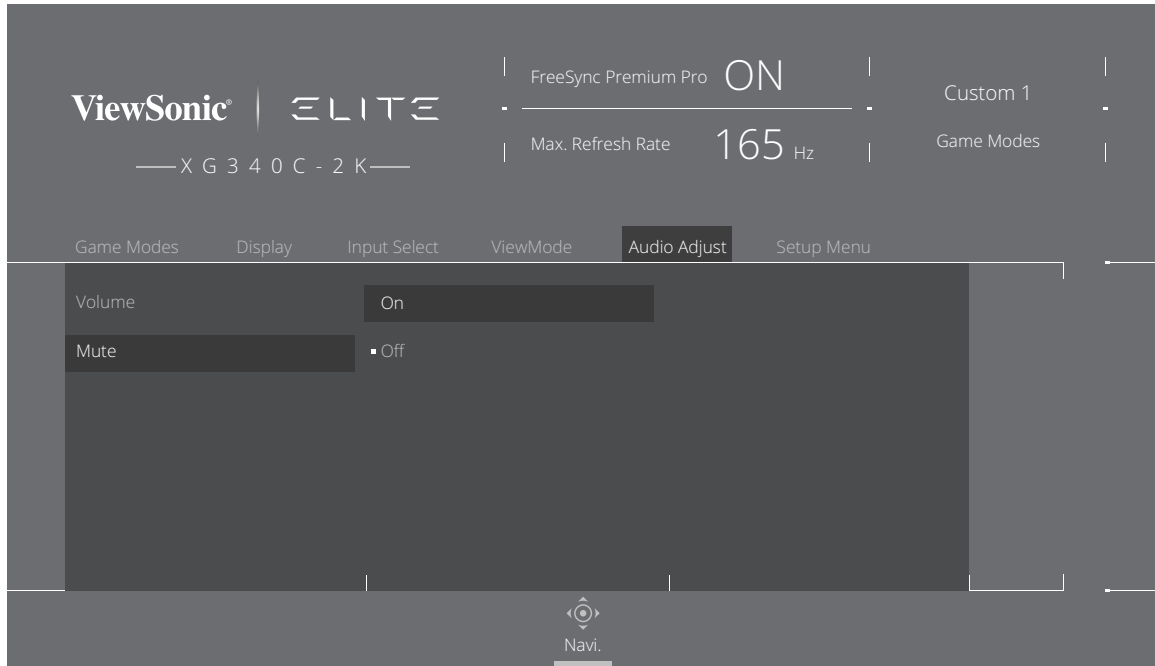 ViewSonic® ELITE
XG340C-2K
FreeSync Premium Pro ON
Max. Refresh Rate 165 Hz
Custom 1
Game Modes
Game Modes Display Input Select ViewMode Audio Adjust Setup Menu
Volume On
Mute Off
Navi.